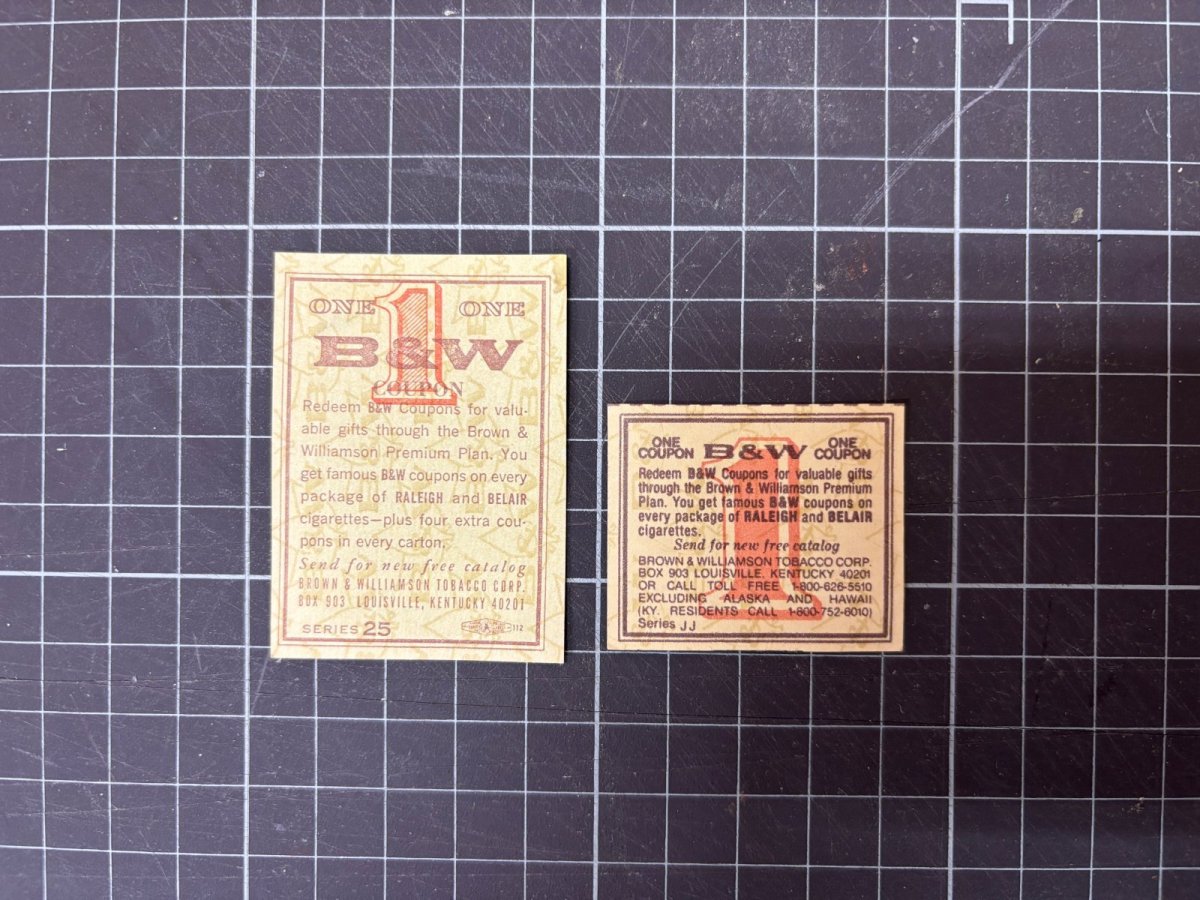 ONE 1 ONE
B&W
COUPON
Redeem B&W Coupons for valu-
able gifts through the Brown &
Williamson Premium Plan. You
get famous B&W coupons on every
package of RALEIGH and BELAIR
cigarettes—plus four extra cou-
pons in every carton.
Send for new free catalog
BROWN & WILLIAMSON TOBACCO CORP.
BOX 903 LOUISVILLE, KENTUCKY 40201
SERIES 25
112
ONE COUPON B&W ONE COUPON
1
Redeem B&W Coupons for valuable gifts
through the Brown & Williamson Premium
Plan. You get famous B&W coupons on
every package of RALEIGH and BELAIR
cigarettes.
Send for new free catalog
BROWN & WILLIAMSON TOBACCO CORP.
BOX 903 LOUISVILLE, KENTUCKY 40201
OR CALL TOLL FREE 1-800-626-5510
EXCLUDING ALASKA AND HAWAII
(KY. RESIDENTS CALL 1-800-752-6010)
Series JJ